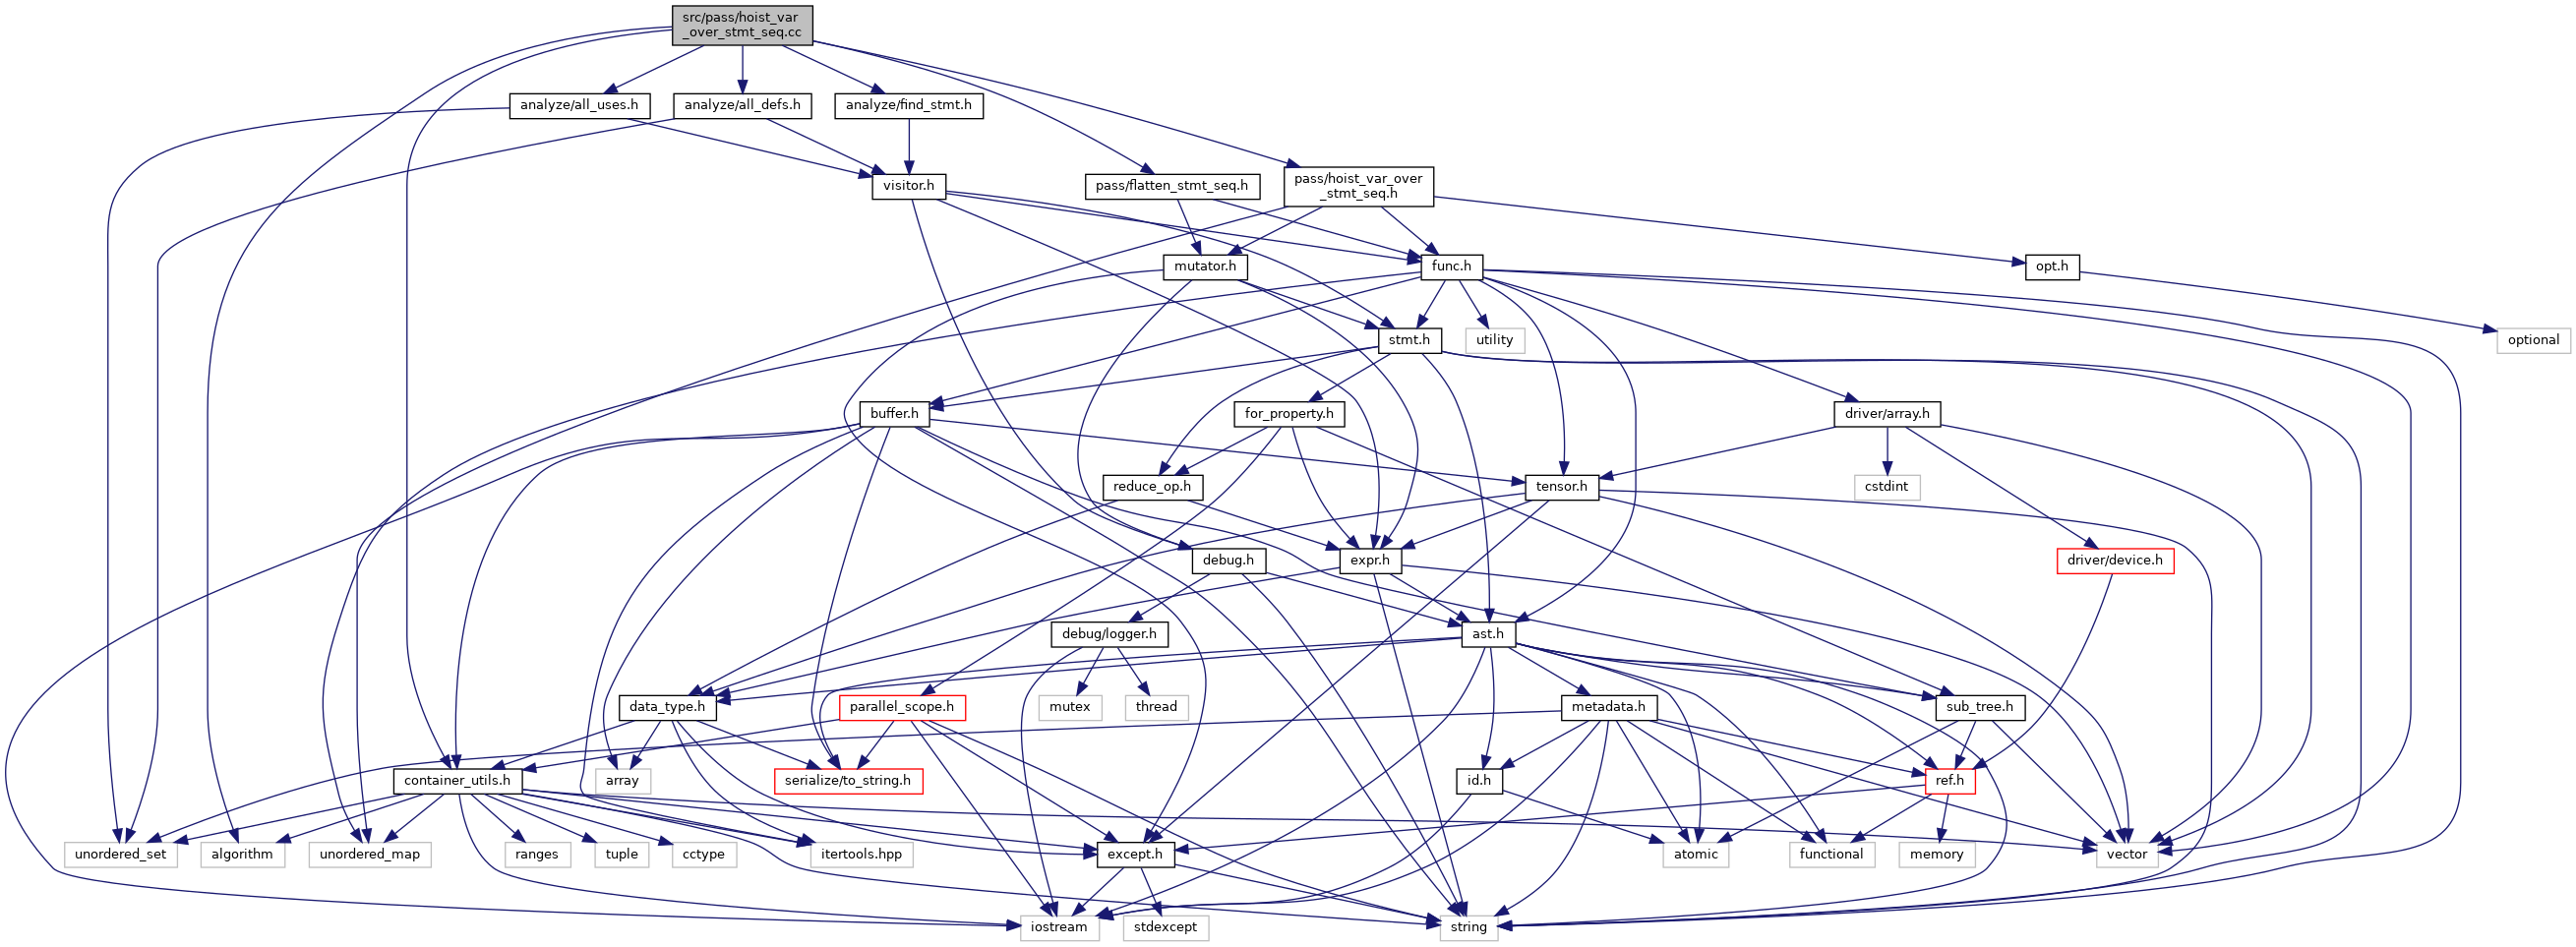 src/pass/hoist_var
_over_stmt_seq.cc
analyze/all_uses.h
analyze/all_defs.h
analyze/find_stmt.h
visitor.h
pass/flatten_stmt_seq.h
pass/hoist_var_over
_stmt_seq.h
mutator.h
func.h
opt.h
stmt.h
utility
optional
buffer.h
for_property.h
driver/array.h
reduce_op.h
tensor.h
cstdint
debug.h
expr.h
driver/device.h
debug/logger.h
ast.h
data_type.h
parallel_scope.h
mutex
thread
metadata.h
sub_tree.h
container_utils.h
array
serialize/to_string.h
id.h
ref.h
unordered_set
algorithm
unordered_map
ranges
tuple
cctype
itertools.hpp
except.h
atomic
functional
memory
vector
iostream
stdexcept
string